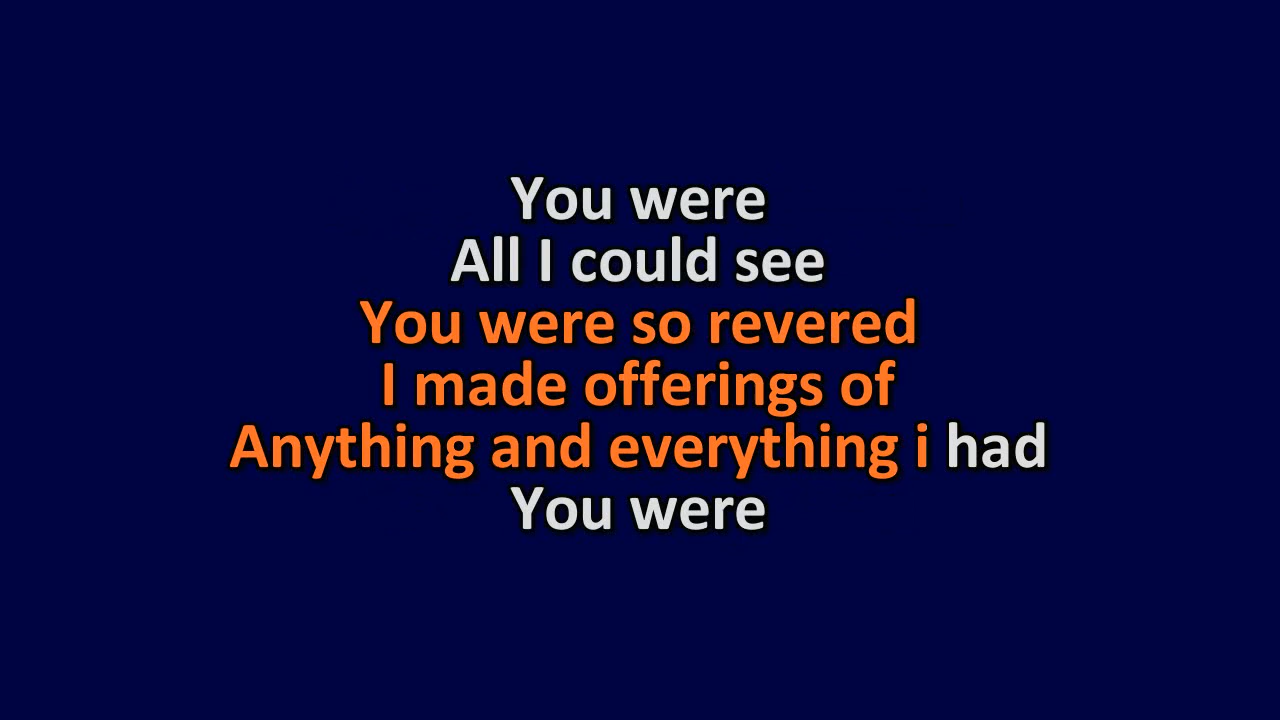 You were
All I could see
You were so revered
I made offerings of
Anything and everything i had
You were